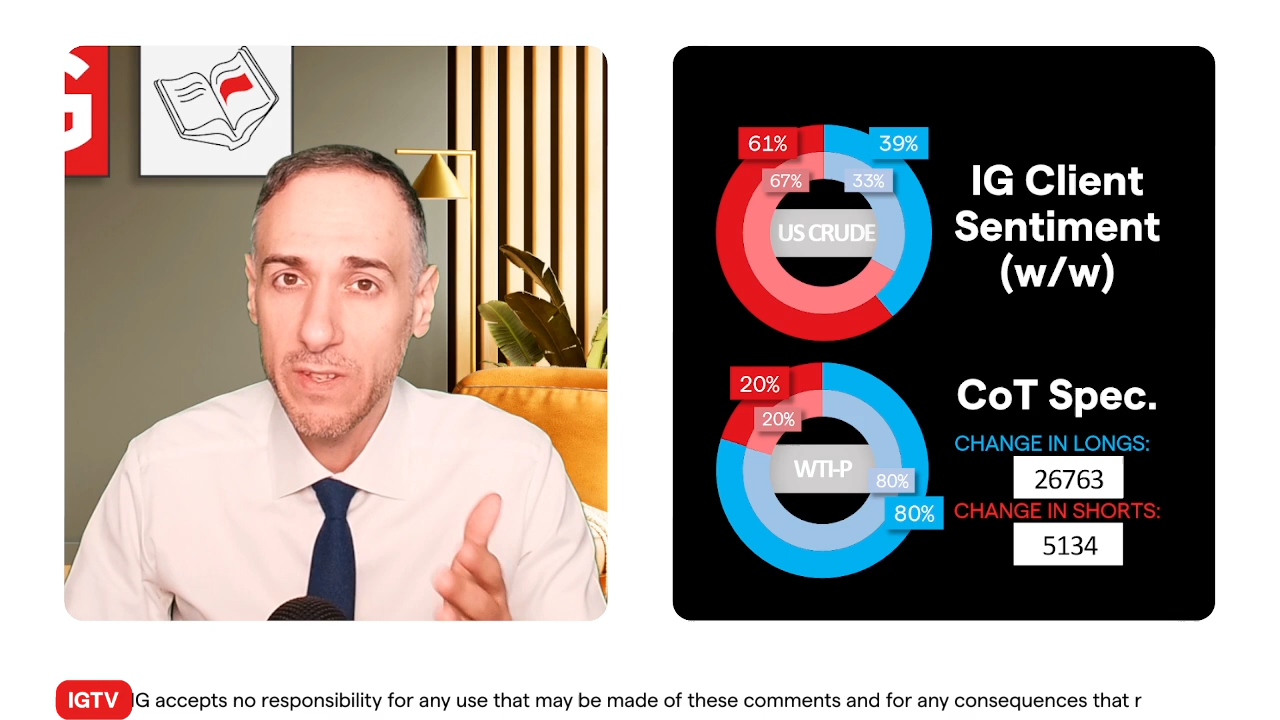 G
61%
39%
67%
33%
US CRUDE
IG Client
Sentiment
(w/w)
20%
20%
WTI-P
80%
80%
CoT Spec.
CHANGE IN LONGS:
26763
CHANGE IN SHORTS:
5134
IGTV
IG accepts no responsibility for any use that may be made of these comments and for any consequences that r